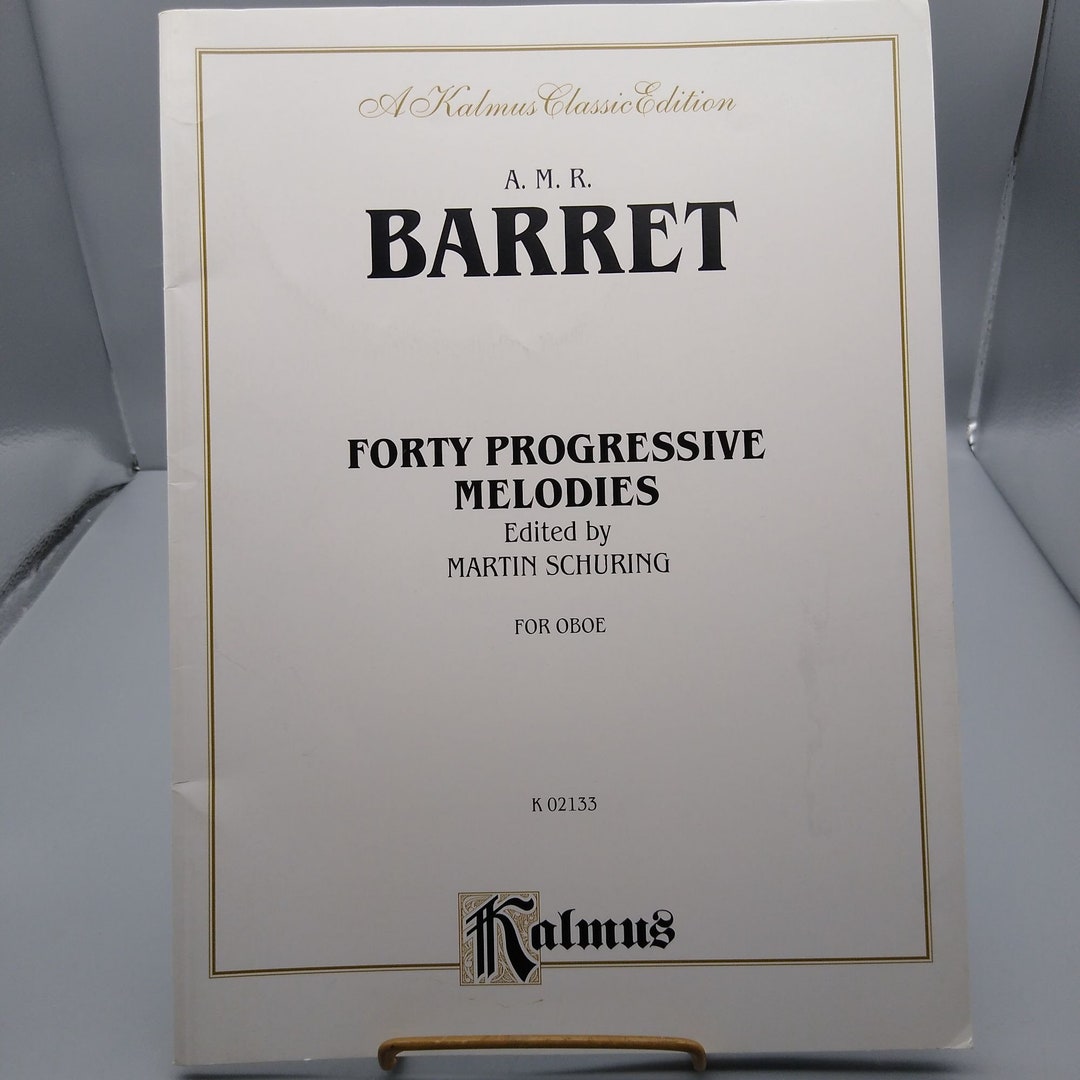 A Kalmus Classic Edition
A. M. R.
BARRET
FORTY PROGRESSIVE
MELODIES
Edited by
MARTIN SCHURING
FOR OBOE
K 02133
Kalmus